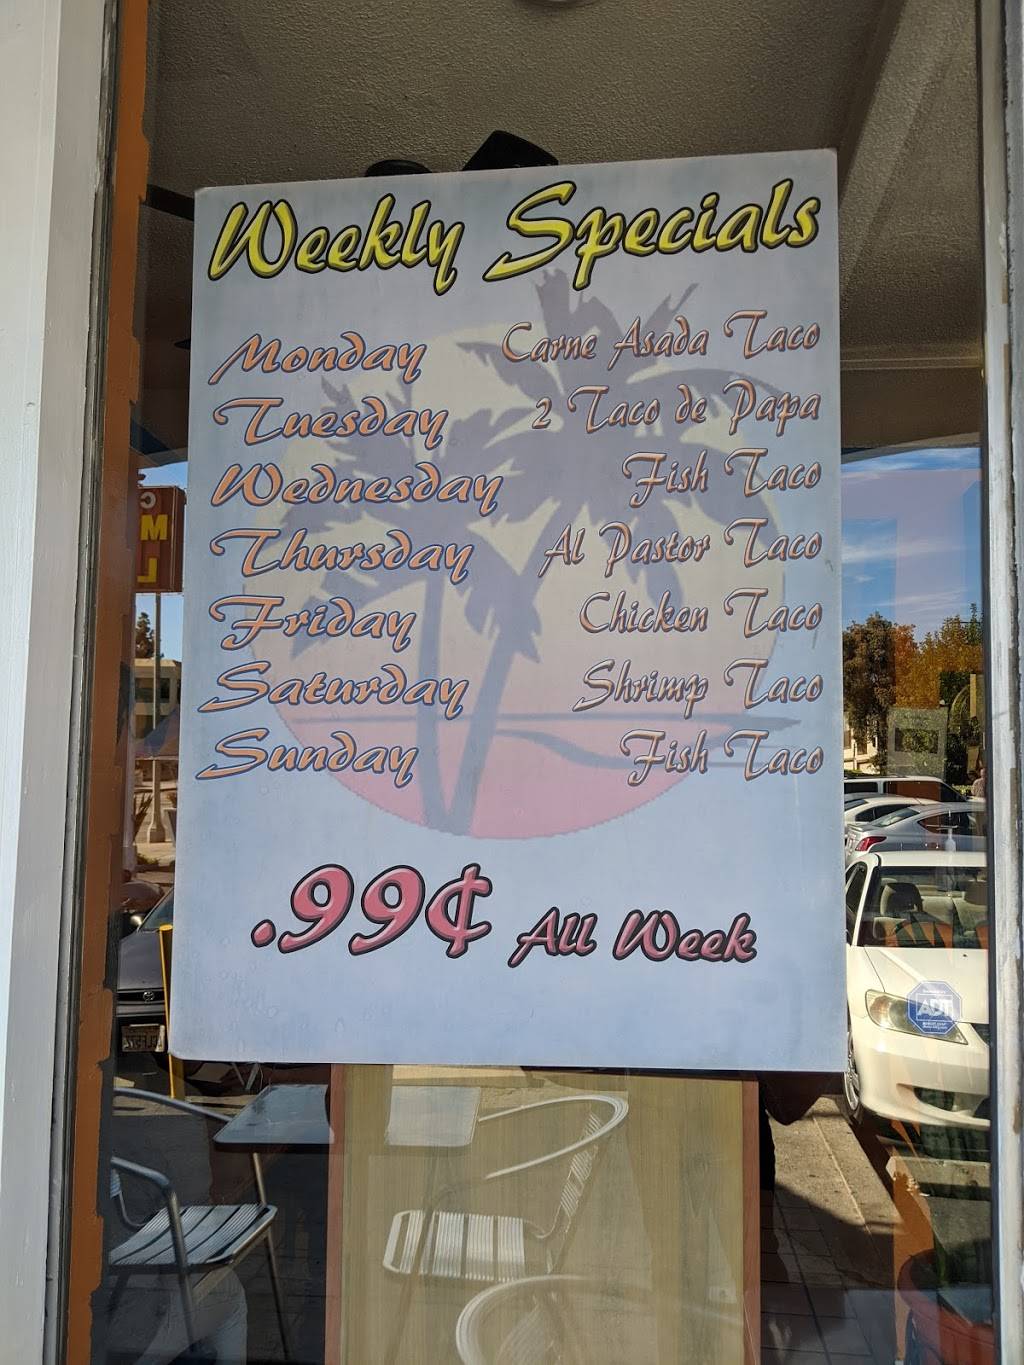 Weekly Specials
Monday Carne Asada Taco
Tuesday 2 Taco de Papa
Wednesday Fish Taco
Thursday Al Pastor Taco
Friday Chicken Taco
Saturday Shrimp Taco
Sunday Fish Taco
.99¢ All Week